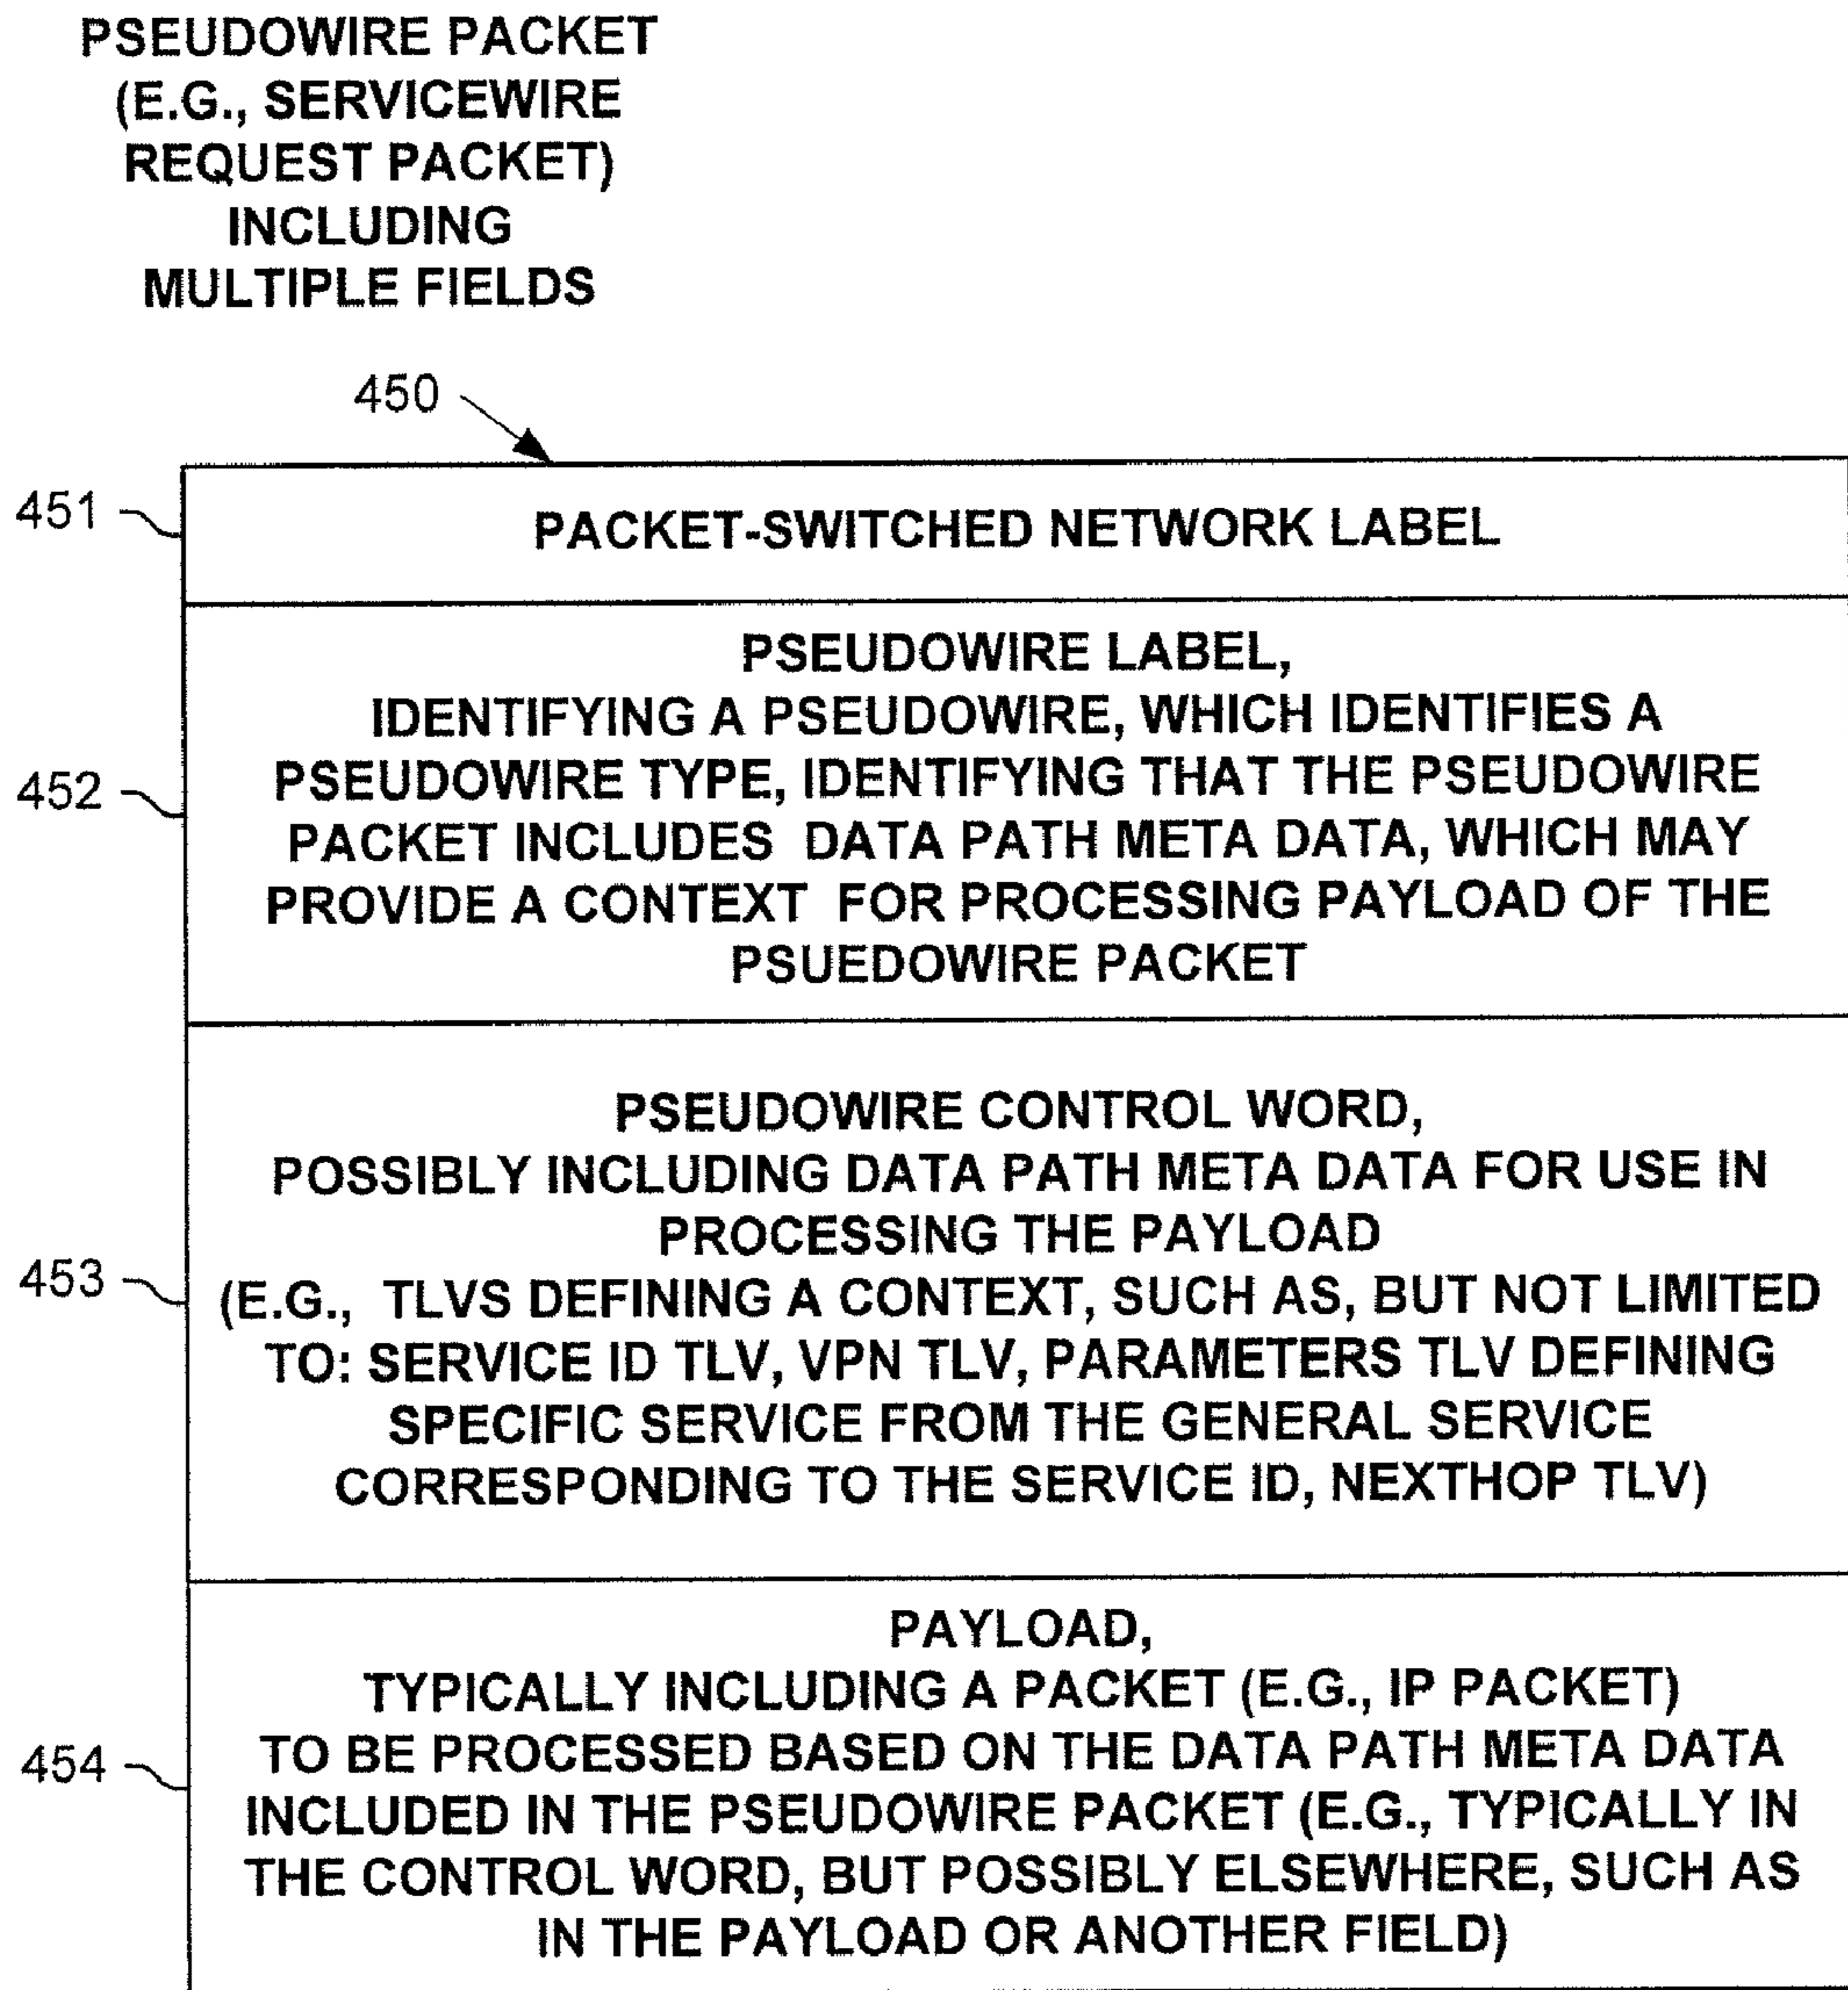 PSEUDOWIRE PACKET
(E.G., SERVICEWIRE
REQUEST PACKET)
INCLUDING
MULTIPLE FIELDS
450
451
PACKET-SWITCHED NETWORK LABEL
PSEUDOWIRE LABEL,
IDENTIFYING A PSEUDOWIRE, WHICH IDENTIFIES A
452
PSEUDOWIRE TYPE, IDENTIFYING THAT THE PSEUDOWIRE
PACKET INCLUDES DATA PATH META DATA, WHICH MAY
PROVIDE A CONTEXT FOR PROCESSING PAYLOAD OF THE
PSUEDOWIRE PACKET
PSEUDOWIRE CONTROL WORD,
POSSIBLY INCLUDING DATA PATH META DATA FOR USE IN
PROCESSING THE PAYLOAD
453
(E.G., TLVS DEFINING A CONTEXT, SUCH AS, BUT NOT LIMITED
TO: SERVICE ID TLV, VPN TLV, PARAMETERS TLV DEFINING
SPECIFIC SERVICE FROM THE GENERAL SERVICE
CORRESPONDING TO THE SERVICE ID, NEXTHOP TLV)
PAYLOAD,
TYPICALLY INCLUDING A PACKET (E.G., IP PACKET)
454
TO BE PROCESSED BASED ON THE DATA PATH META DATA
INCLUDED IN THE PSEUDOWIRE PACKET (E.G., TYPICALLY IN
THE CONTROL WORD, BUT POSSIBLY ELSEWHERE, SUCH AS
IN THE PAYLOAD OR ANOTHER FIELD)